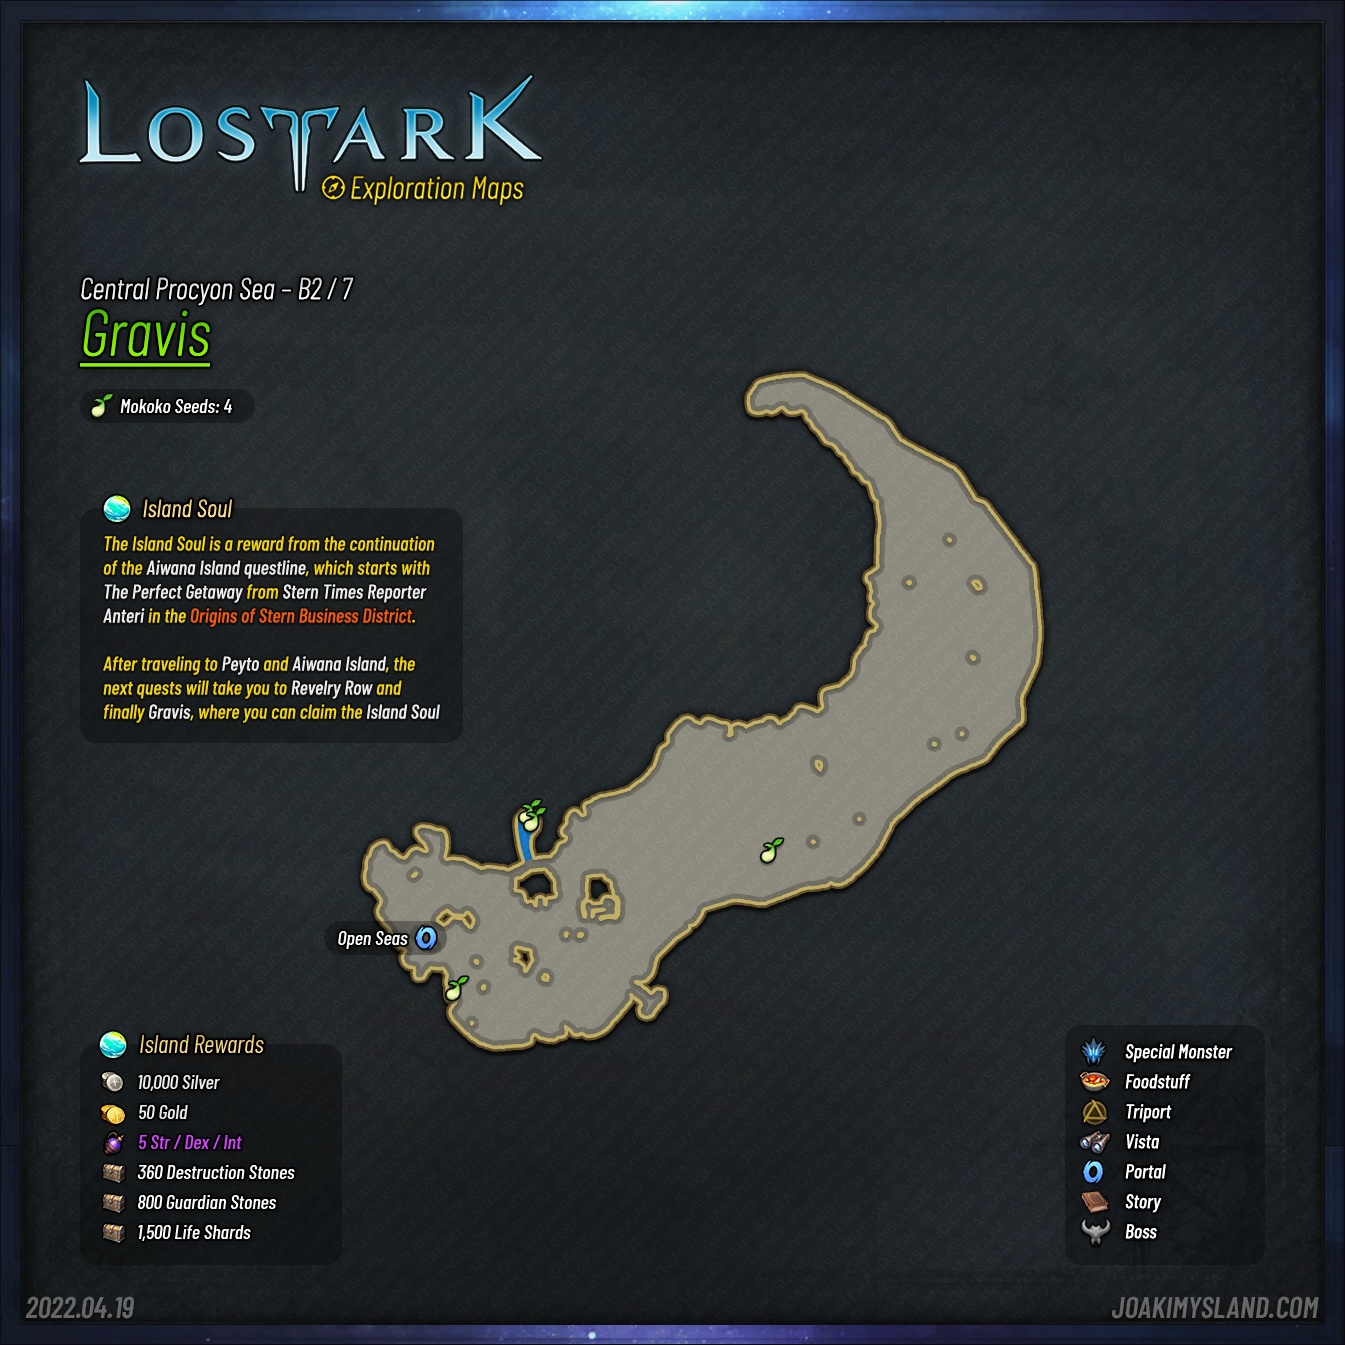 LOST ARK
Exploration Maps
Central Procyon Sea – B2 / 7
Gravis
Mokoko Seeds: 4
Island Soul
The Island Soul is a reward from the continuation
of the Aiwana Island questline, which starts with
The Perfect Getaway from Stern Times Reporter
Anteri in the Origins of Stern Business District.
After traveling to Peyto and Aiwana Island, the
next quests will take you to Revelry Row and
finally Gravis, where you can claim the Island Soul
Open Seas
Island Rewards
10,000 Silver
50 Gold
5 Str / Dex / Int
360 Destruction Stones
800 Guardian Stones
1,500 Life Shards
Special Monster
Foodstuff
Triport
Vista
Portal
Story
Boss
2022.04.19
JOAKIMYSLAND.COM